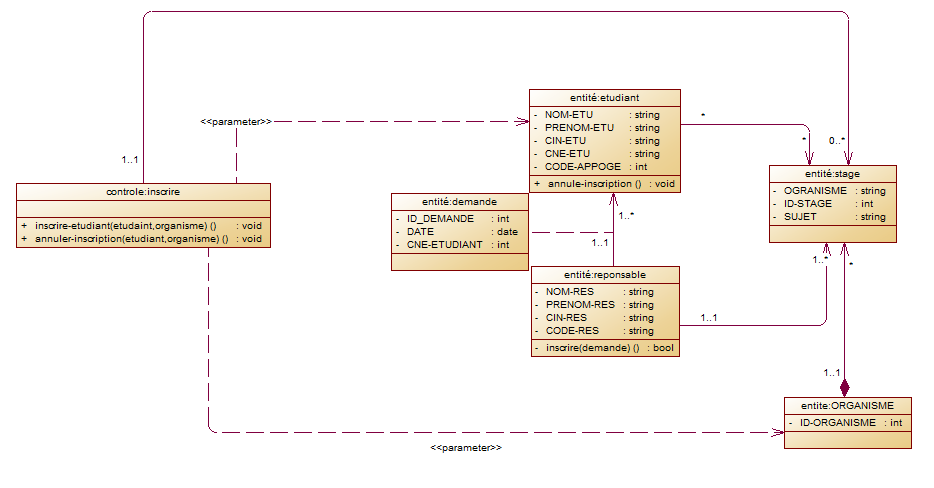 <<parameter>>
1..1
controle:inscrire
+ inscrire-etudiant(etudaint,organisme) () : void
+ annuler-inscription(etudiant,organisme) () : void
entité:etudiant
- NOM-ETU : string
- PRENOM-ETU : string
- CIN-ETU : string
- CNE-ETU : string
- CODE-APPOGE : int
+ annule-inscription () : void
*
*
0..*
entité:stage
- OGRANISME : string
- ID-STAGE : int
- SUJET : string
entité:demande
- ID_DEMANDE : int
- DATE : date
- CNE-ETUDIANT : int
1..*
1..1
entité:reponsable
- NOM-RES : string
- PRENOM-RES : string
- CIN-RES : string
- CODE-RES : string
- inscrire(demande) () : bool
1..1
1..*
*
1..1
entite:ORGANISME
- ID-ORGANISME : int
<<parameter>>